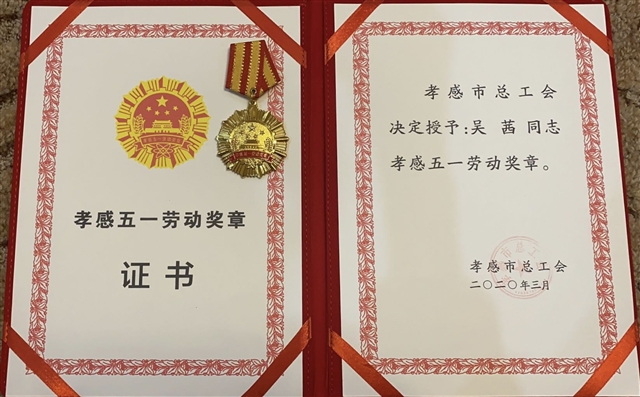 孝感五一劳动奖章
证书
孝感市总工会
决定授予:吴 茜 同志
孝感五一劳动奖章。
孝感市总工会
二〇二〇年三月